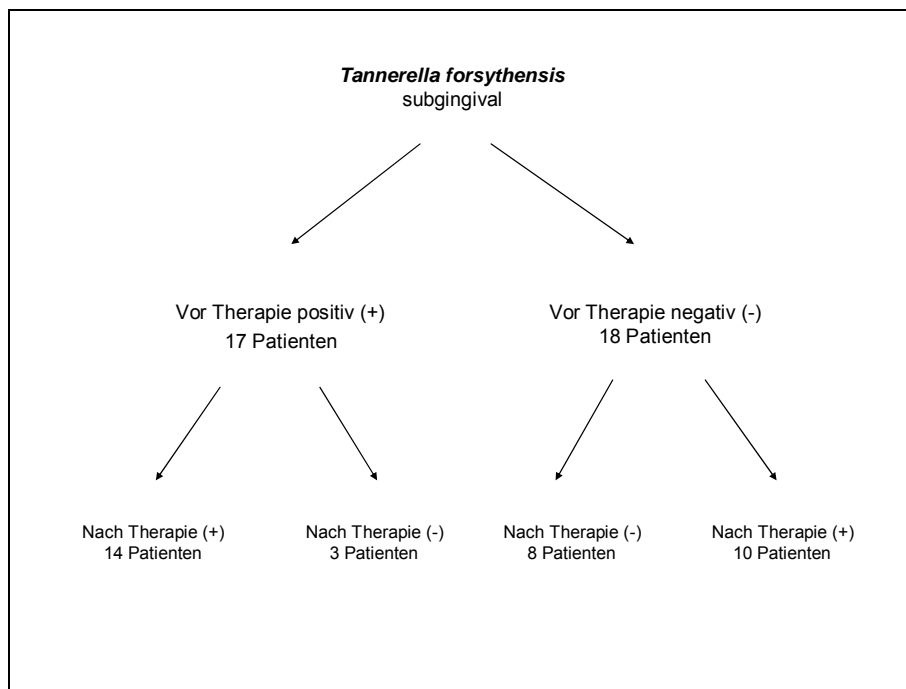 Tannerella forsythensis
subgingival
Vor Therapie positiv (+)
17 Patienten
Vor Therapie negativ (-)
18 Patienten
Nach Therapie (+)
14 Patienten
Nach Therapie (-)
3 Patienten
Nach Therapie (-)
8 Patienten
Nach Therapie (+)
10 Patienten